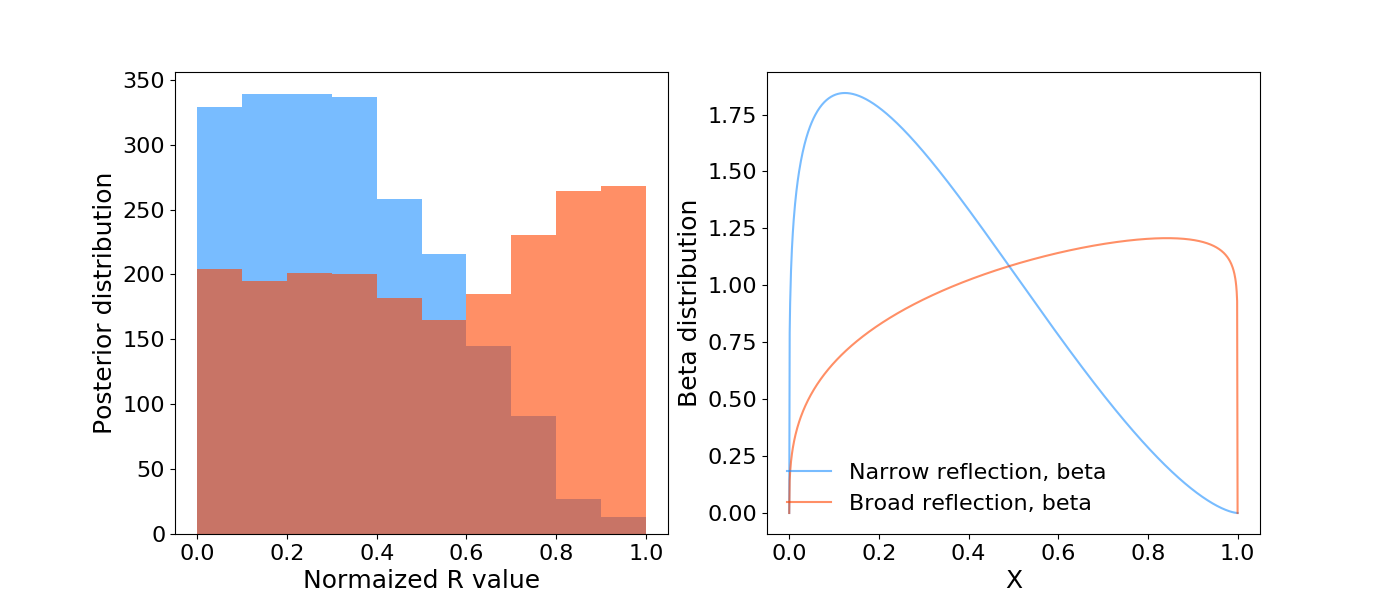 Posterior distribution
350
300
250
200
150
100
50
0
0.0 0.2 0.4 0.6 0.8 1.0
Normaized R value
Beta distribution
1.75
1.50
1.25
1.00
0.75
0.50
0.25
0.00
Narrow reflection, beta
Broad reflection, beta
0.0 0.2 0.4 0.6 0.8 1.0
X